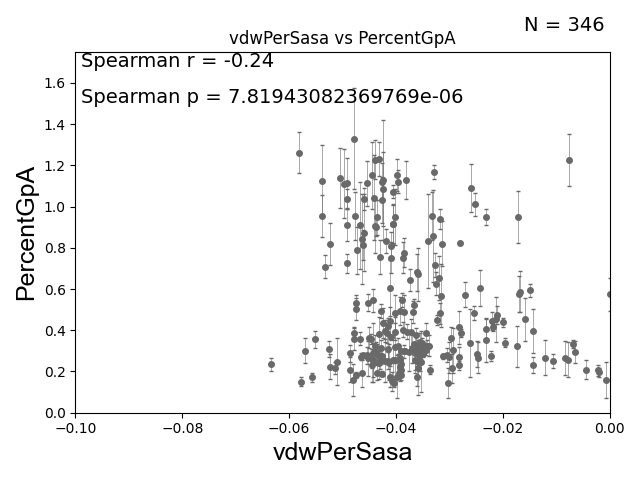 N = 346
vdwPerSasa vs PercentGpA
Spearman r = -0.24
Spearman p = 7.81943082369769e-06
PercentGpA
1.6
1.4
1.2
1.0
0.8
0.6
0.4
0.2
0.0
−0.10 −0.08 −0.06 −0.04 −0.02 0.00
vdwPerSasa